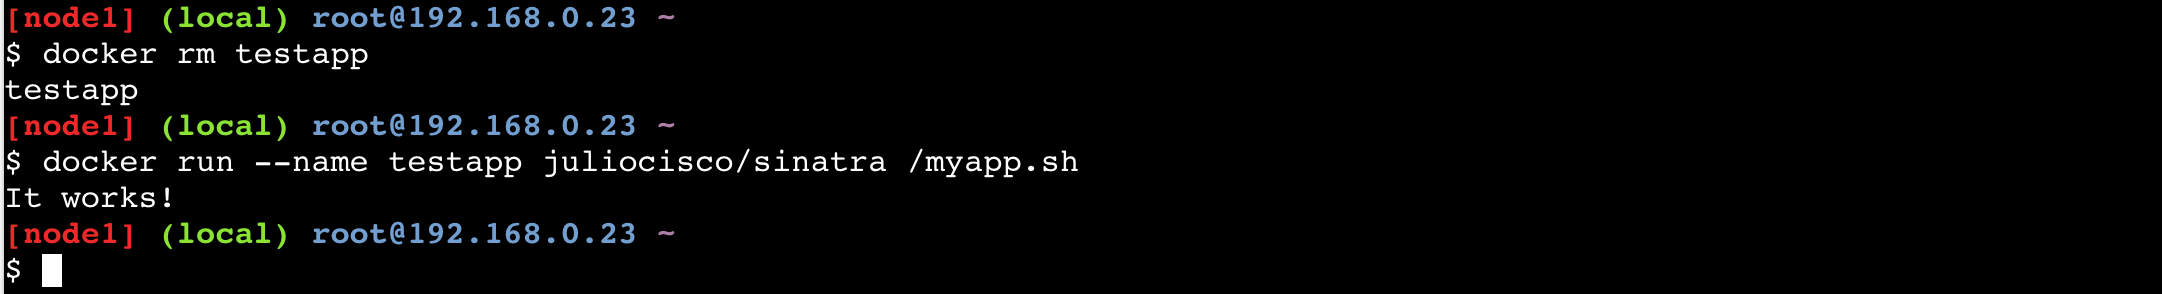 [node1] (local) root@192.168.0.23 ~
$ docker rm testapp
testapp
[node1] (local) root@192.168.0.23 ~
$ docker run --name testapp juliocisco/sinatra /myapp.sh
It works!
[node1] (local) root@192.168.0.23 ~
$